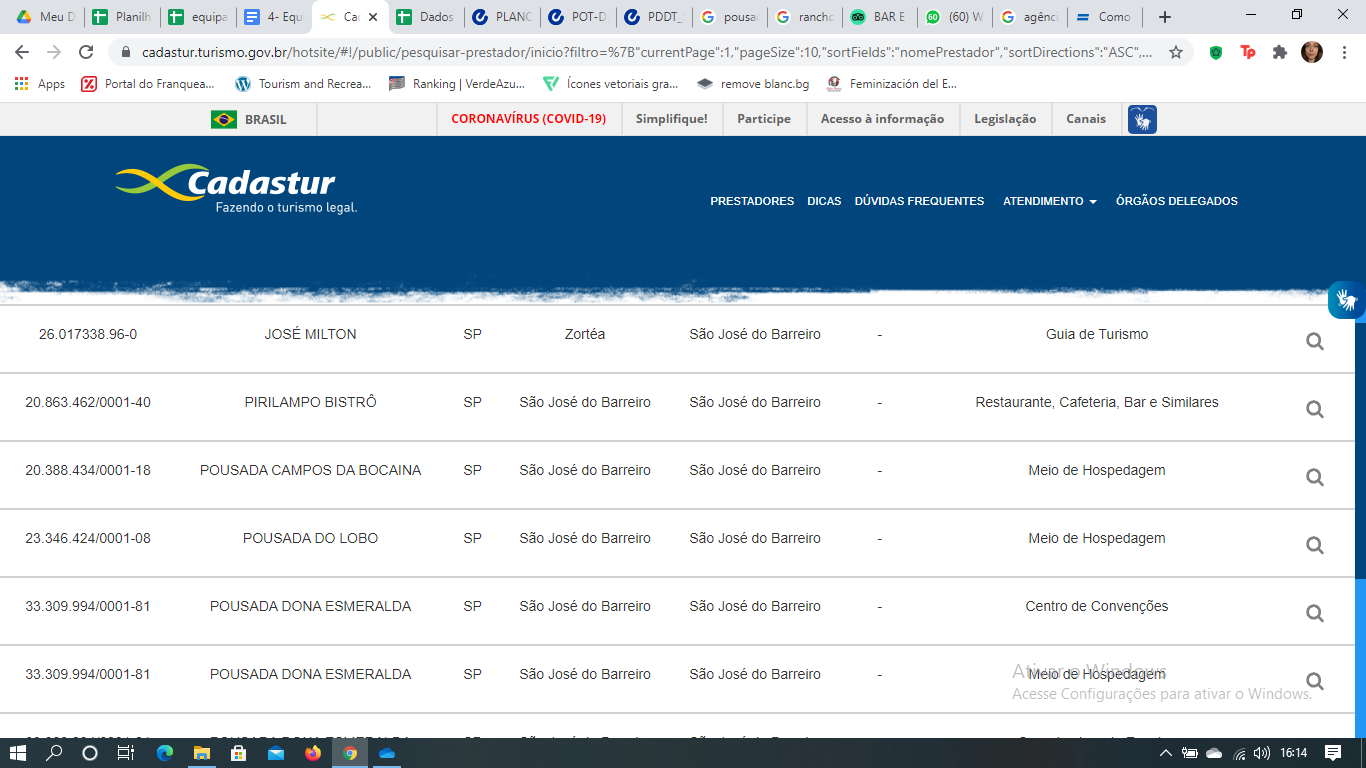 Meu D
Planilh
equipa
4- Equ
Cad
Dados
PLANC
POT-D
PDDT_
pousa
rancho
BAR E
(60) W
agênci
Como
cadastur.turismo.gov.br/hotsite/#!/public/pesquisar-prestador/inicio?filtro=%7B"currentPage":1,"pageSize":10,"sortFields":"nomePrestador","sortDirections":"ASC",...
Apps
Portal do Franquea...
Tourism and Recrea...
Ranking | VerdeAzu...
Ícones vetoriais gra...
remove blanc.bg
Feminización del E...
BRASIL
CORONAVÍRUS (COVID-19)
Simplifique!
Participe
Acesso à informação
Legislação
Canais
Cadastur
Fazendo o turismo legal.
PRESTADORES DICAS DÚVIDAS FREQUENTES ATENDIMENTO ÓRGÃOS DELEGADOS
26.017338.96-0 JOSÉ MILTON SP Zortéa São José do Barreiro - Guia de Turismo
20.863.462/0001-40 PIRILAMPO BISTRÔ SP São José do Barreiro São José do Barreiro - Restaurante, Cafeteria, Bar e Similares
20.388.434/0001-18 POUSADA CAMPOS DA BOCAINA SP São José do Barreiro São José do Barreiro - Meio de Hospedagem
23.346.424/0001-08 POUSADA DO LOBO SP São José do Barreiro São José do Barreiro - Meio de Hospedagem
33.309.994/0001-81 POUSADA DONA ESMERALDA SP São José do Barreiro São José do Barreiro - Centro de Convenções
33.309.994/0001-81 POUSADA DONA ESMERALDA SP São José do Barreiro São José do Barreiro - Meio de Hospedagem
Ativar o Windows
Acesse Configurações para ativar o Windows.
16:14